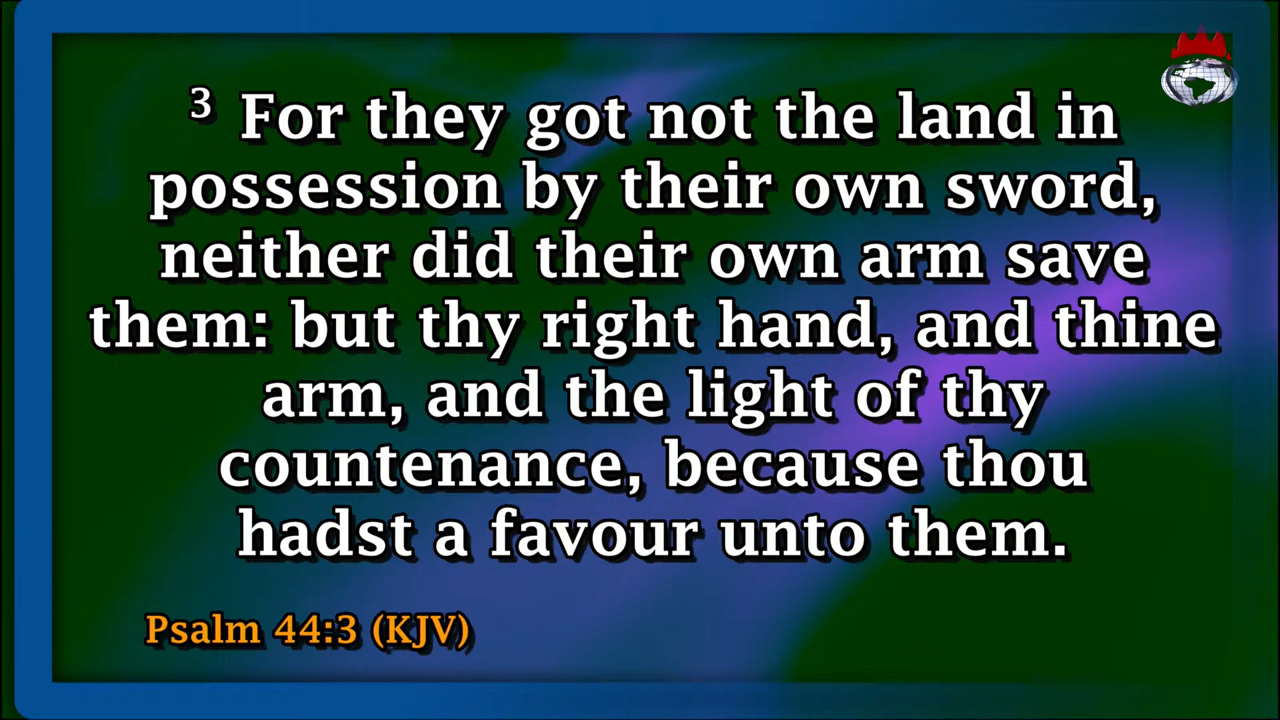 3 For they got not the land in
possession by their own sword,
neither did their own arm save
them: but thy right hand, and thine
arm, and the light of thy
countenance, because thou
hadst a favour unto them.
Psalm 44:3 (KJV)